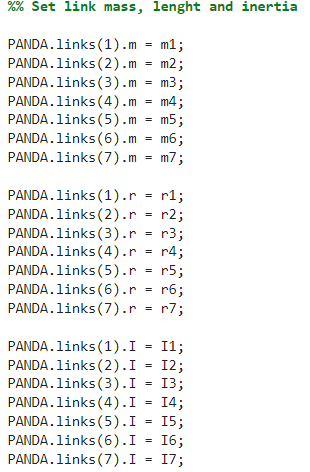 %% Set link mass, lenght and inertia
PANDA.links(1).m = m1;
PANDA.links(2).m = m2;
PANDA.links(3).m = m3;
PANDA.links(4).m = m4;
PANDA.links(5).m = m5;
PANDA.links(6).m = m6;
PANDA.links(7).m = m7;
PANDA.links(1).r = r1;
PANDA.links(2).r = r2;
PANDA.links(3).r = r3;
PANDA.links(4).r = r4;
PANDA.links(5).r = r5;
PANDA.links(6).r = r6;
PANDA.links(7).r = r7;
PANDA.links(1).I = I1;
PANDA.links(2).I = I2;
PANDA.links(3).I = I3;
PANDA.links(4).I = I4;
PANDA.links(5).I = I5;
PANDA.links(6).I = I6;
PANDA.links(7).I = I7;